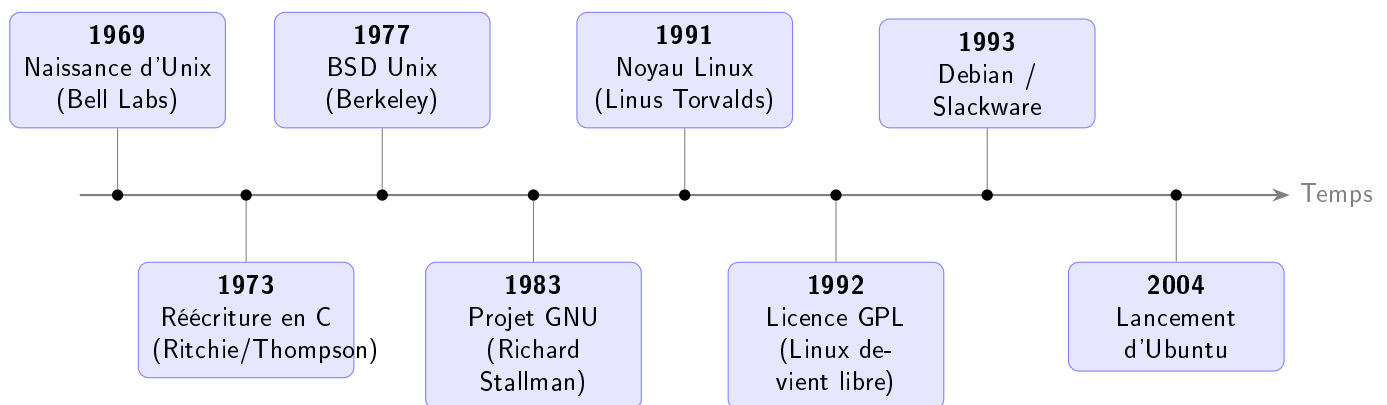 1969
Naissance d'Unix
(Bell Labs)
1977
BSD Unix
(Berkeley)
1991
Noyau Linux
(Linus Torvalds)
1993
Debian /
Slackware
Temps
1973
Réécriture en C
(Ritchie/Thompson)
1983
Projet GNU
(Richard
Stallman)
1992
Licence GPL
(Linux de-
vient libre)
2004
Lancement
d'Ubuntu